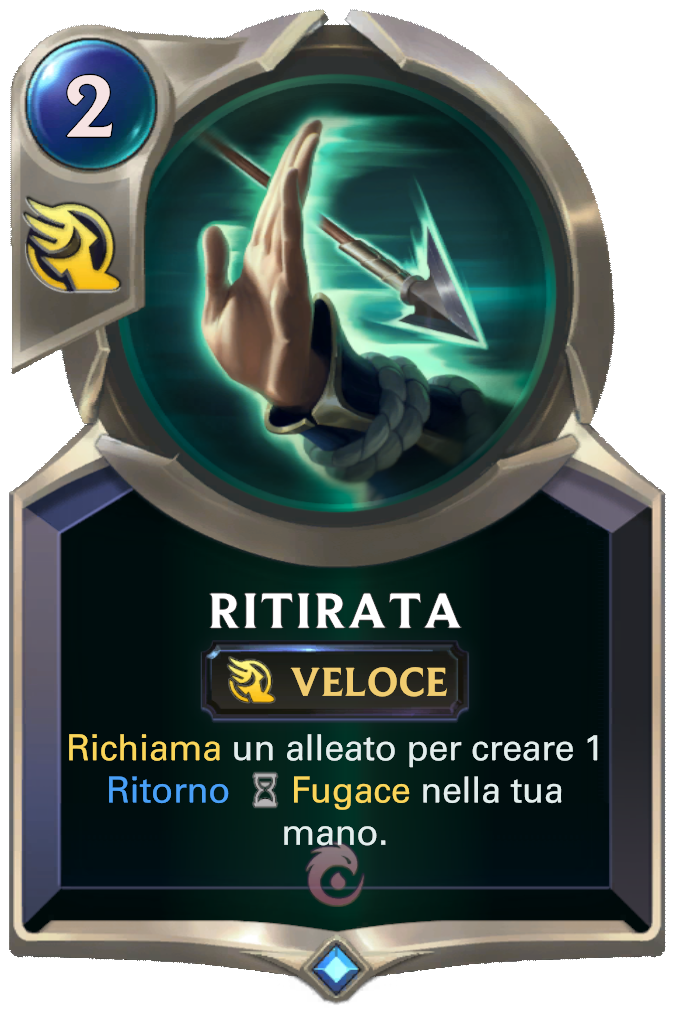 2
RITIRATA
VELOCE
Richiama un alleato per creare 1
Ritorno Fugace nella tua
mano.